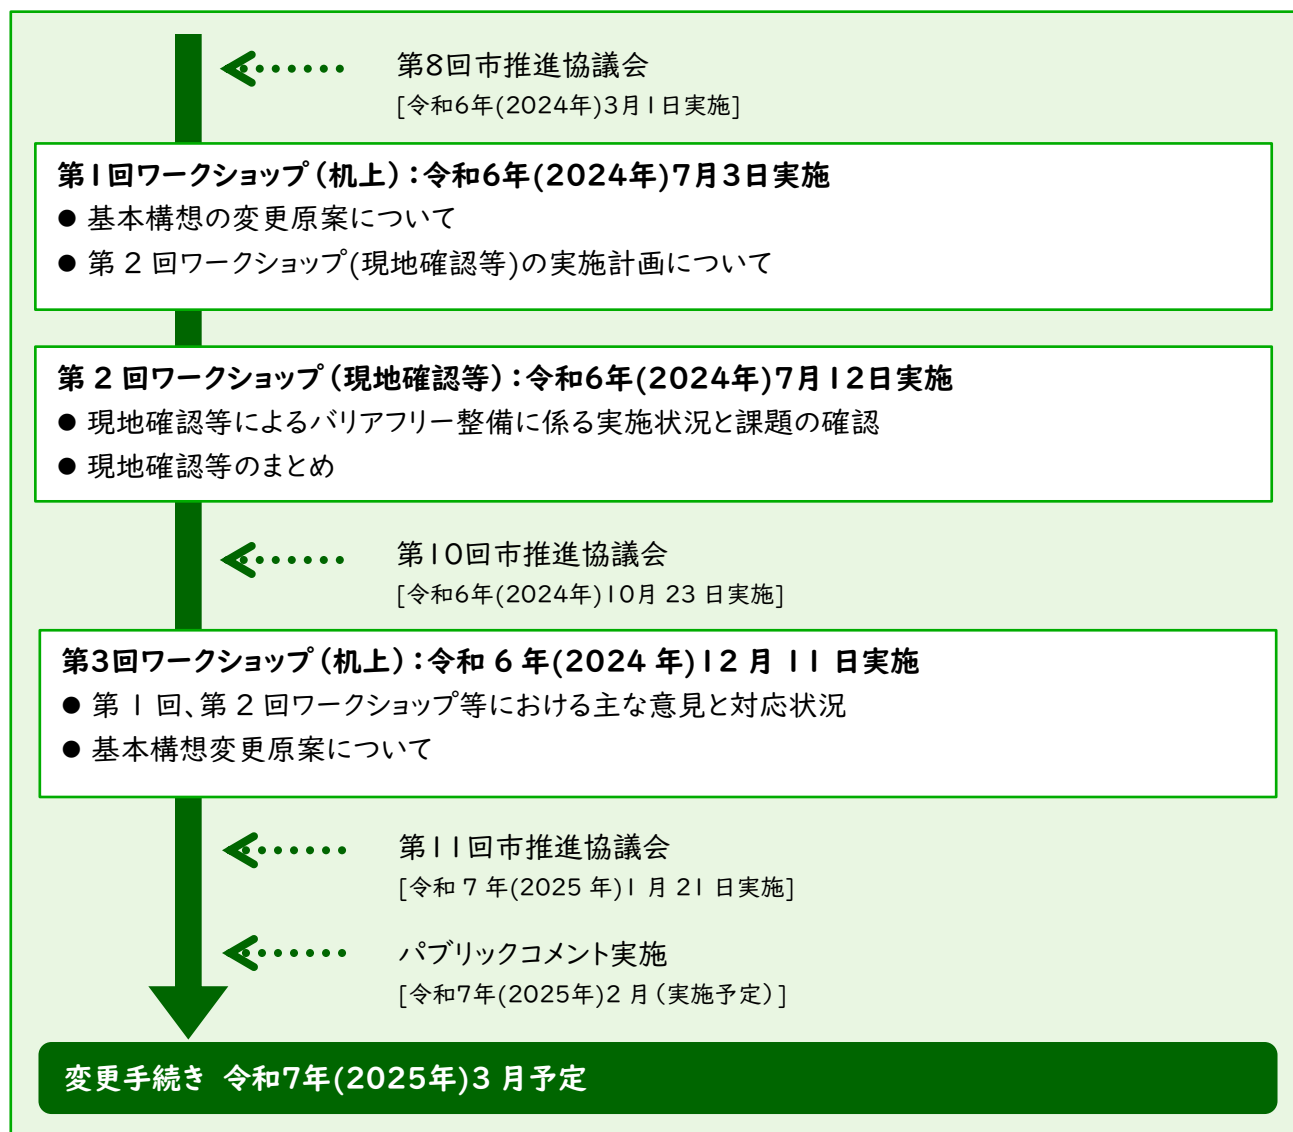 第8回市推進協議会
[令和6年(2024年)3月1日実施]
第1回ワークショップ(机上):令和6年(2024年)7月3日実施
● 基本構想の変更原案について
● 第 2 回ワークショップ(現地確認等)の実施計画について
第 2 回ワークショップ(現地確認等):令和6年(2024年)7月12日実施
● 現地確認等によるバリアフリー整備に係る実施状況と課題の確認
● 現地確認等のまとめ
第10回市推進協議会
[令和6年(2024年)10月 23 日実施]
第3回ワークショップ(机上):令和 6 年(2024 年)12 月 11 日実施
● 第 1 回、第 2 回ワークショップ等における主な意見と対応状況
● 基本構想変更原案について
第11回市推進協議会
[令和 7 年(2025 年)1 月 21 日実施]
パブリックコメント実施
[令和7年(2025年)2 月(実施予定)]
変更手続き 令和7年(2025年)3 月予定